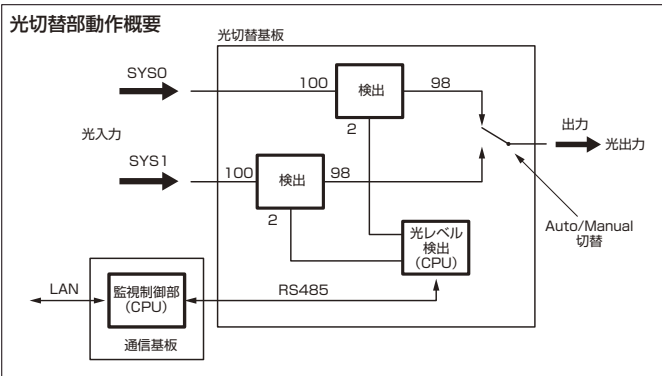 光切替部動作概要
光切替基板
SYS0
100
検出
98
2
光入力
SYS1
100
検出
98
2
出力
光出力
Auto/Manual
切替
光レベル
検出
(CPU)
LAN
監視制御部
(CPU)
RS485
通信基板